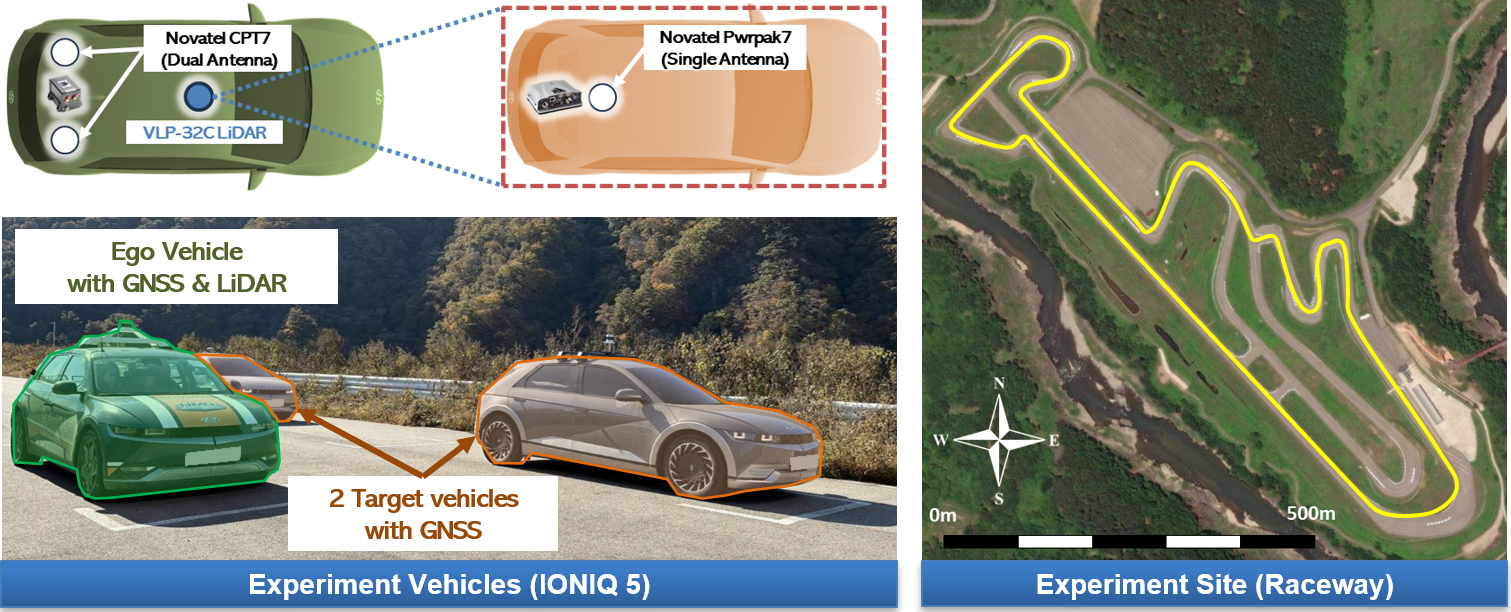 Novatel CPT7
(Dual Antenna)
VLP-32C LiDAR
Novatel Pwrpak7
(Single Antenna)
Ego Vehicle
with GNSS & LiDAR
2 Target vehicles
with GNSS
Experiment Vehicles (IONIQ 5)
N
W
E
S
0m
500m
Experiment Site (Raceway)